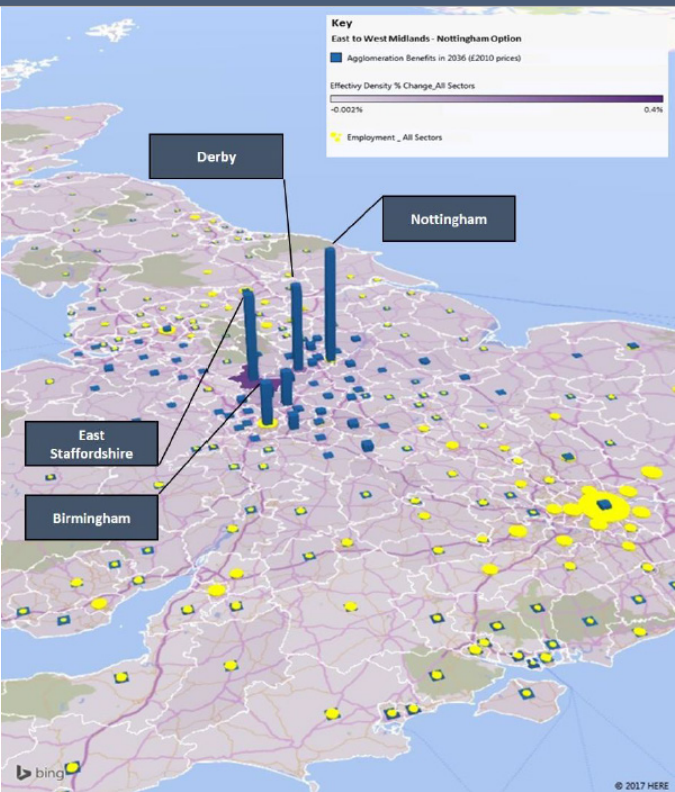 Key
East to West Midlands - Nottingham Option
Agglomeration Benefits in 2036 (£2010 prices)
Effectivy Density % Change_All Sectors
-0.002%
0.4%
Employment _ All Sectors
Derby
Nottingham
East
Staffordshire
Birmingham
bing
© 2017 HERE